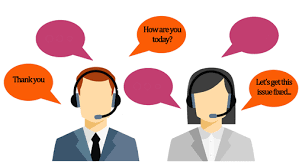 How are you
today?
Thank you
Let's get this
issue fixed...